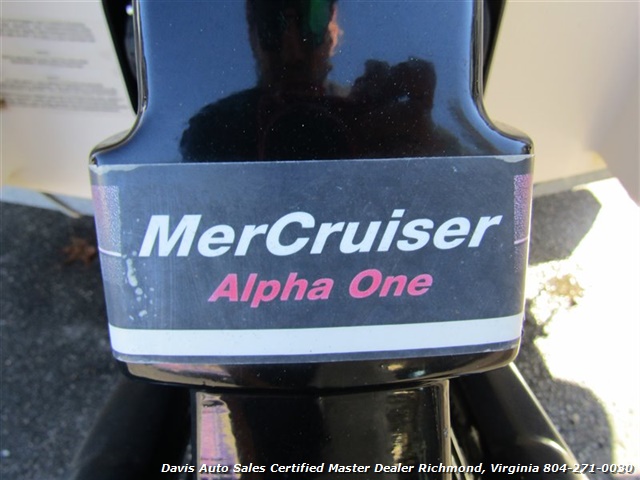 MerCruiser
Alpha One
Davis Auto Sales Certified Master Dealer Richmond, Virginia 804-271-0030